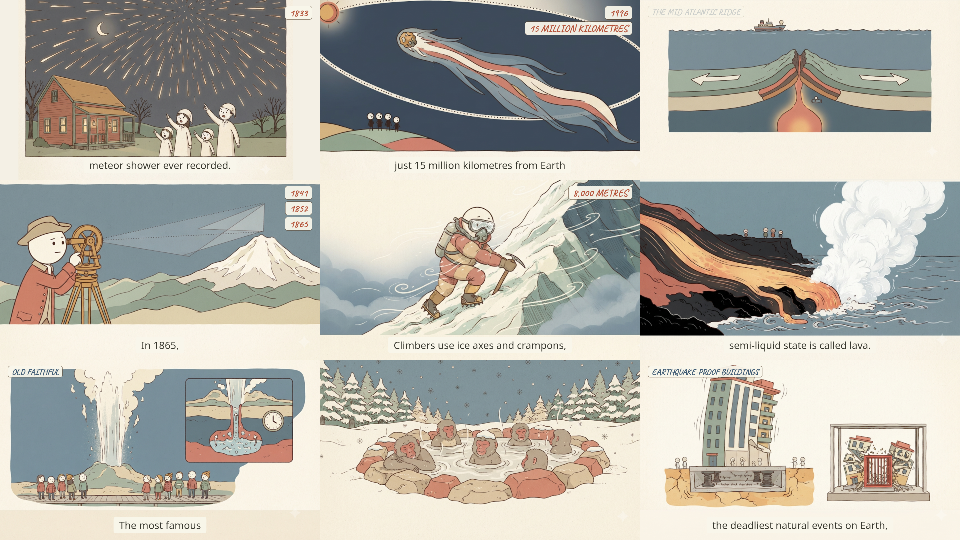 1833
meteor shower ever recorded.
1996
15 MILLION KILOMETRES
just 15 million kilometres from Earth
THE MID ATLANTIC RIDGE
1849
1852
1865
In 1865,
8,000 METRES
Climbers use ice axes and crampons,
semi-liquid state is called lava.
OLD FAITHFUL
The most famous
EARTHQUAKE PROOF BUILDINGS
the deadliest natural events on Earth,